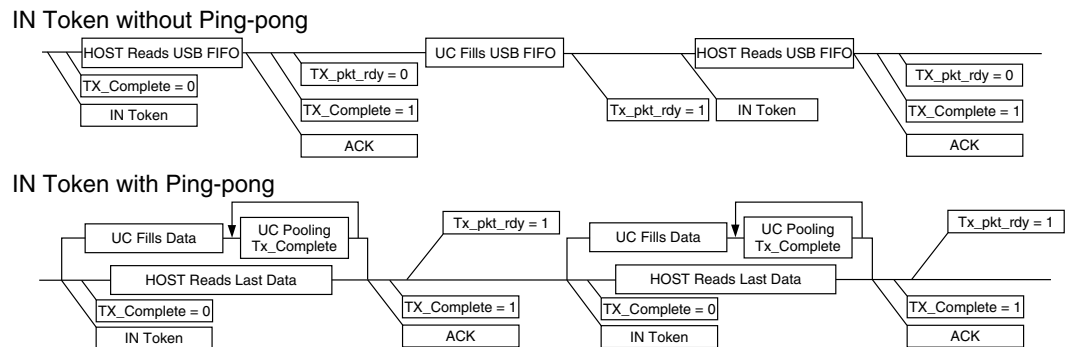 IN Token without Ping-pong
HOST Reads USB FIFO
UC Fills USB FIFO
HOST Reads USB FIFO
TX_Complete = 0
TX_pkt_rdy = 0
TX_pkt_rdy = 0
IN Token
TX_Complete = 1
Tx_pkt_rdy = 1
IN Token
TX_Complete = 1
ACK
ACK
IN Token with Ping-pong
Tx_pkt_rdy = 1
Tx_pkt_rdy = 1
UC Fills Data
UC Pooling
Tx_Complete
UC Fills Data
UC Pooling
Tx_Complete
HOST Reads Last Data
HOST Reads Last Data
TX_Complete = 0
TX_Complete = 1
TX_Complete = 0
TX_Complete = 1
IN Token
ACK
IN Token
ACK